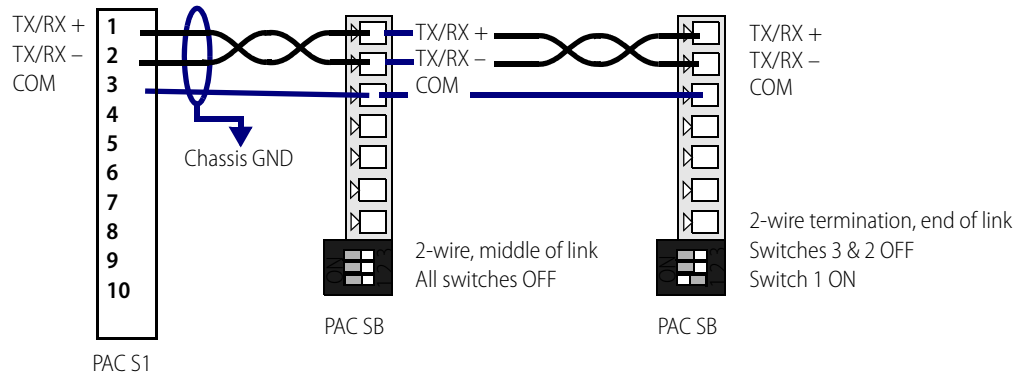 TX/RX +
TX/RX –
COM
1
2
3
4
5
6
7
8
9
10
PAC S1
Chassis GND
TX/RX +
TX/RX –
COM
ON
1 2 3
2-wire, middle of link
All switches OFF
PAC SB
TX/RX +
TX/RX –
COM
ON
1 2 3
2-wire termination, end of link
Switches 3 & 2 OFF
Switch 1 ON
PAC SB